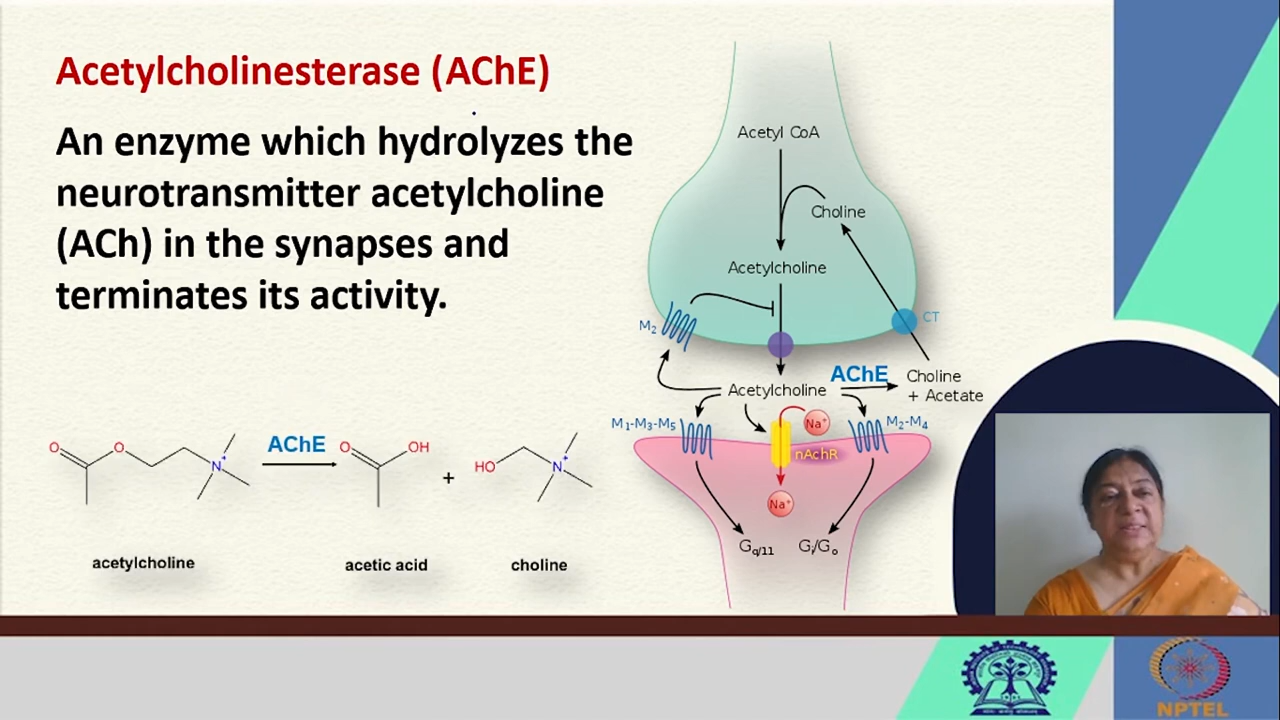 Acetylcholinesterase (AChE)
An enzyme which hydrolyzes the
neurotransmitter acetylcholine
(ACh) in the synapses and
terminates its activity.
O
O
N+
acetylcholine
AChE
O
OH
acetic acid
+
HO
N+
choline
Acetyl CoA
Choline
Acetylcholine
M2
CT
Acetylcholine
AChE
Choline
+ Acetate
M1-M3-M5
Na+
M2-M4
nAchR
Na+
Gq/11
Gi/Go
NPTEL